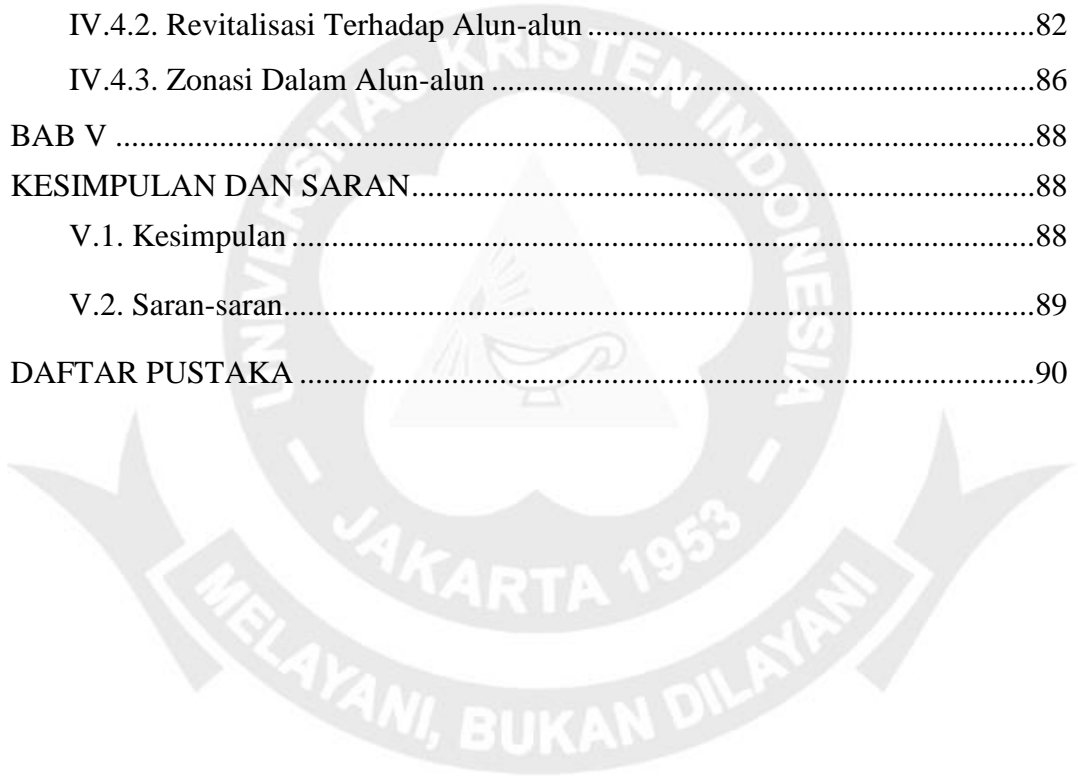 IV.4.2. Revitalisasi Terhadap Alun-alun ........................................................82
IV.4.3. Zonasi Dalam Alun-alun ....................................................................86
BAB V ....................................................................................................................88
KESIMPULAN DAN SARAN...............................................................................88
V.1. Kesimpulan.............................................................................................88
V.2. Saran-saran..............................................................................................89
DAFTAR PUSTAKA ............................................................................................90
UNIVERSITAS KRISTEN INDONESIA
- JAKARTA 1953 -
MELAYANI, BUKAN DILAYANI